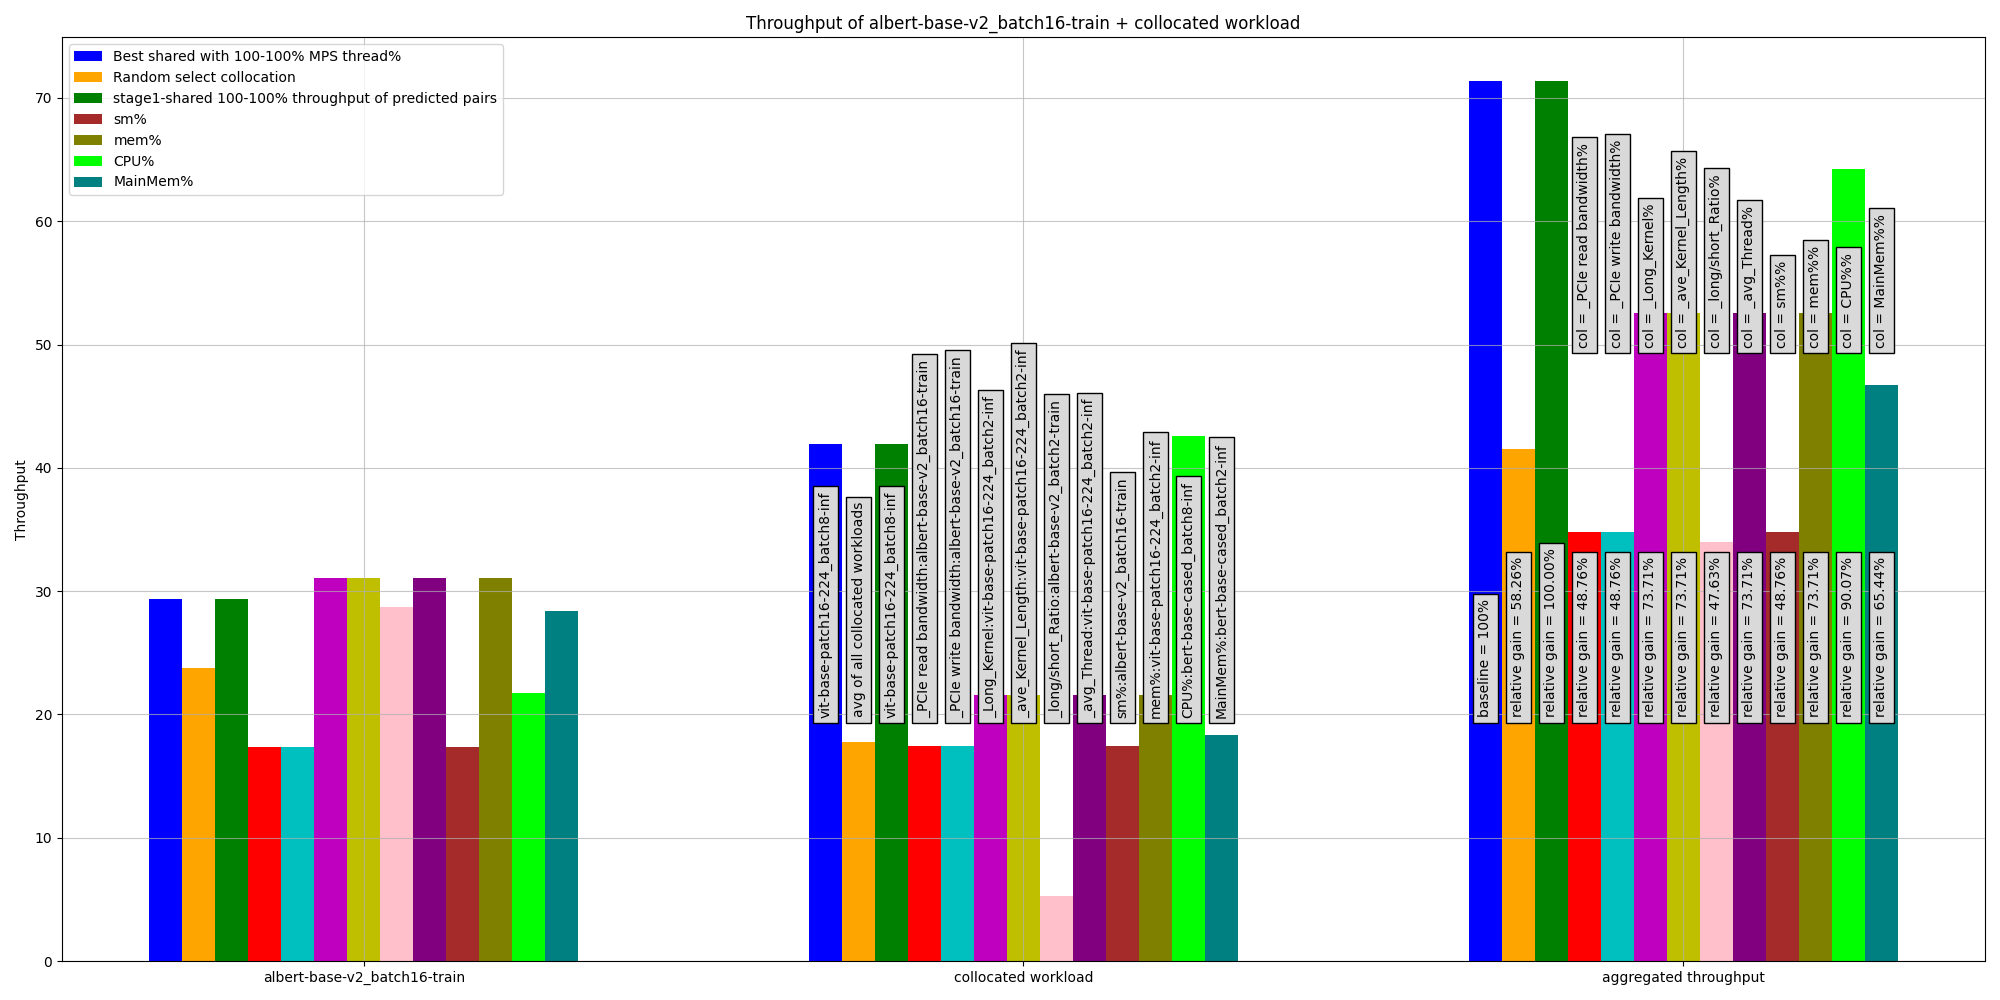 Throughput of albert-base-v2_batch16-train + collocated workload
Best shared with 100-100% MPS thread%
Random select collocation
stage1-shared 100-100% throughput of predicted pairs
sm%
mem%
CPU%
MainMem%
Throughput
70
60
50
40
30
20
10
0
vit-base-patch16-224_batch8-inf
avg of all collocated workloads
vit-base-patch16-224_batch8-inf
_PCIe read bandwidth:albert-base-v2_batch16-train
_PCIe write bandwidth:albert-base-v2_batch16-train
_Long_Kernel:vit-base-patch16-224_batch2-inf
_ave_Kernel_Length:vit-base-patch16-224_batch2-inf
_long/short_Ratio:albert-base-v2_batch2-train
_avg_Thread:vit-base-patch16-224_batch2-inf
sm%:albert-base-v2_batch16-train
mem%:vit-base-patch16-224_batch2-inf
CPU%:bert-base-cased_batch8-inf
MainMem%:bert-base-cased_batch2-inf
col = _PCIe read bandwidth%
col = _PCIe write bandwidth%
col = _Long_Kernel%
col = _ave_Kernel_Length%
col = _long/short_Ratio%
col = _avg_Thread%
col = sm%%
col = mem%%
col = CPU%%
col = MainMem%%
baseline = 100%
relative gain = 58.26%
relative gain = 100.00%
relative gain = 48.76%
relative gain = 48.76%
relative gain = 73.71%
relative gain = 73.71%
relative gain = 47.63%
relative gain = 73.71%
relative gain = 48.76%
relative gain = 73.71%
relative gain = 90.07%
relative gain = 65.44%
albert-base-v2_batch16-train
collocated workload
aggregated throughput